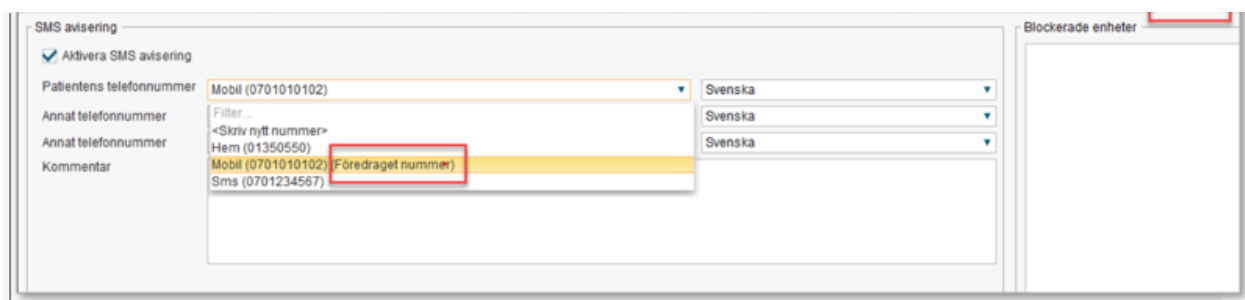 SMS avisering
Blockerade enheter
Aktivera SMS avisering
Patientens telefonnummer Mobil (0701010102) Svenska
Annat telefonnummer Filter... Svenska
<Skriv nytt nummer>
Annat telefonnummer Hem (01350550) Svenska
Kommentar Mobil (0701010102) (Föredraget nummer)
Sms (0701234567)